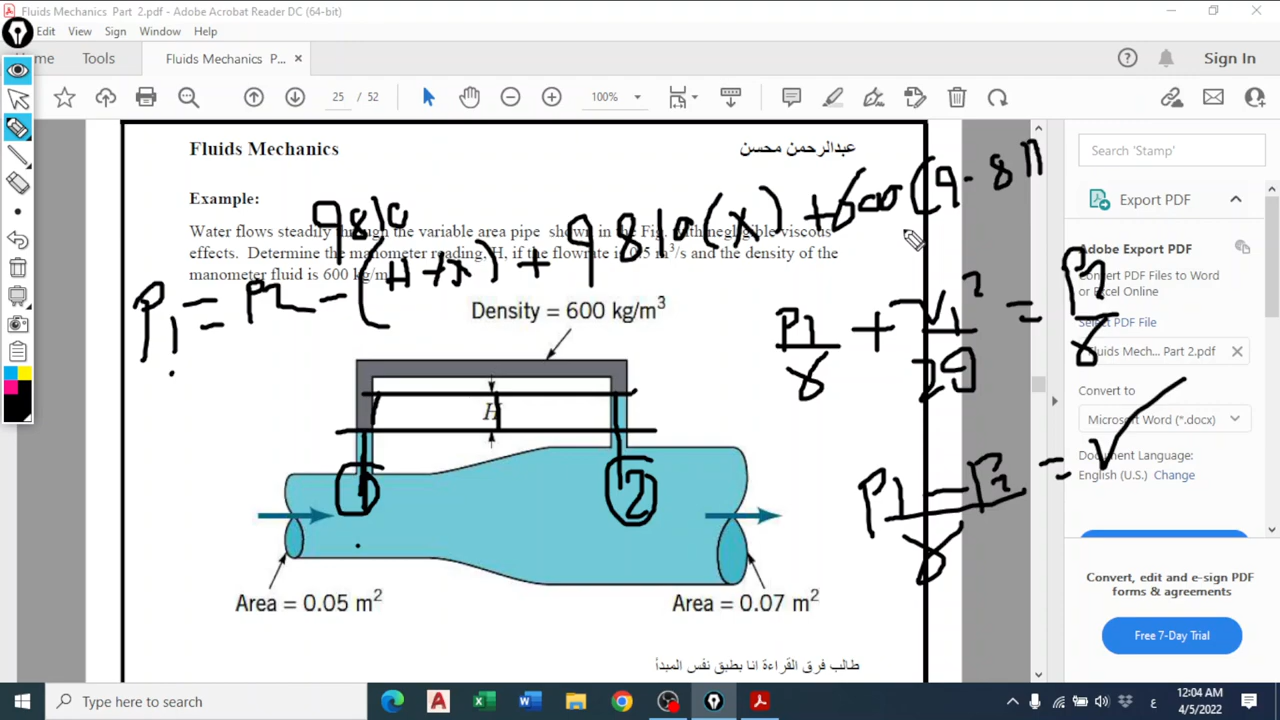 Fluids Mechanics Part 2.pdf - Adobe Acrobat Reader DC (64-bit)
Edit View Sign Window Help
Home Tools Fluids Mechanics P... × Sign In
25 / 52 100%
Fluids Mechanics عبدالرحمن محسن
Search 'Stamp'
Example:
Export PDF
Water flows steadily through the variable area pipe shown in the Fig. with negligible viscous
effects. Determine the manometer reading, H, if the flowrate is 0.5 m³/s and the density of the
manometer fluid is 600 kg/m
9810 + 9810(x) + 600(9.81
P1 = P2 - (H+x)
Adobe Export PDF
Convert PDF Files to Word
or Excel Online
Select PDF File
Fluids Mech... Part 2.pdf
Convert to
Microsoft Word (*.docx)
Document Language:
English (U.S.) Change
Density = 600 kg/m³
P1/γ + V1²/2g = P2/γ
H
1 2
P1 - P2/γ = ✓
Area = 0.05 m² Area = 0.07 m²
Convert, edit and e-sign PDF
forms & agreements
Free 7-Day Trial
طالب فرق القراءة انا بطبق نفس المبدأ
Type here to search
ع
12:04 AM
4/5/2022